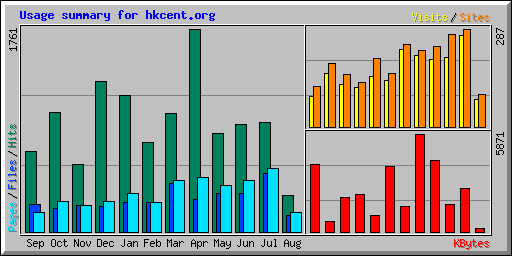 Usage summary for hkcent.org
Visits / Sites
1761
287
5871
Pages / Files / Hits
Sep Oct Nov Dec Jan Feb Mar Apr May Jun Jul Aug
KBytes